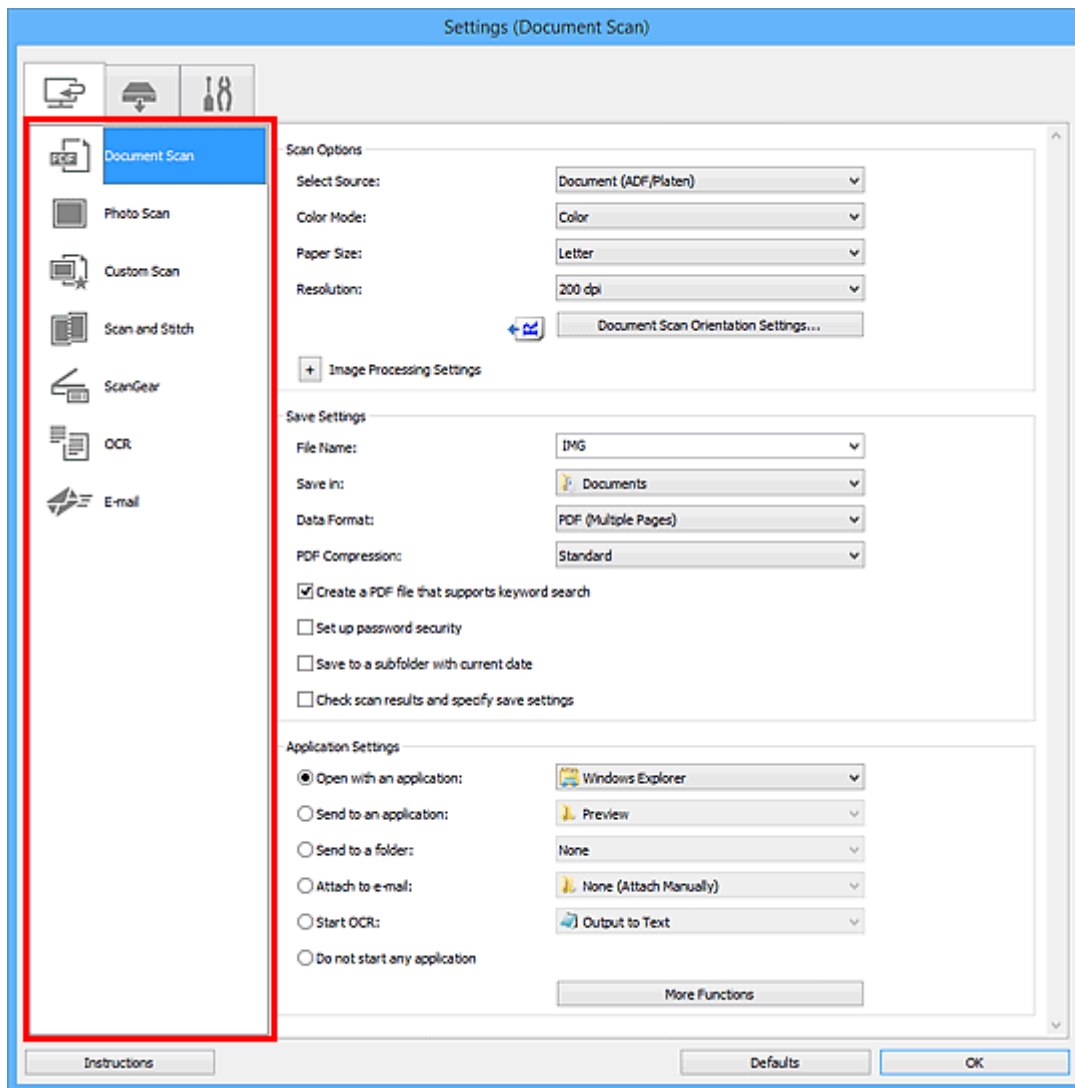 Settings (Document Scan)
PDF
Document Scan
Photo Scan
Custom Scan
Scan and Stitch
ScanGear
OCR
E-mail
Scan Options
Select Source: Document (ADF/Platen)
Color Mode: Color
Paper Size: Letter
Resolution: 200 dpi
R Document Scan Orientation Settings...
+ Image Processing Settings
Save Settings
File Name: IMG
Save in: Documents
Data Format: PDF (Multiple Pages)
PDF Compression: Standard
Create a PDF file that supports keyword search
Set up password security
Save to a subfolder with current date
Check scan results and specify save settings
Application Settings
Open with an application: Windows Explorer
Send to an application: Preview
Send to a folder: None
Attach to e-mail: None (Attach Manually)
Start OCR: Output to Text
Do not start any application
More Functions
Instructions Defaults OK